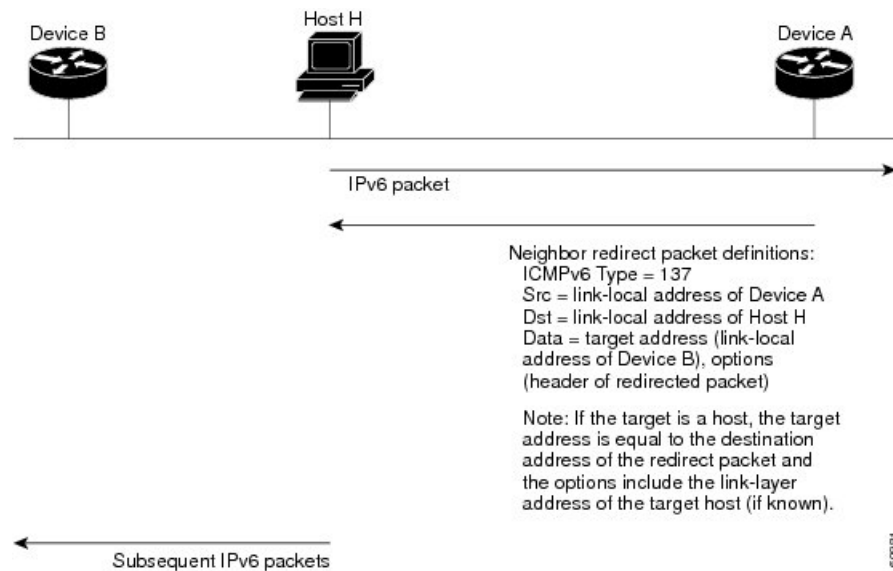 Host H
Device B
Device A
IPv6 packet
Neighbor redirect packet definitions:
ICMPv6 Type = 137
Src = link-local address of Device A
Dst = link-local address of Host H
Data = target address (link-local
address of Device B), options
(header of redirected packet)
Note: If the target is a host, the target
address is equal to the destination
address of the redirect packet and
the options include the link-layer
address of the target host (if known).
Subsequent IPv6 packets